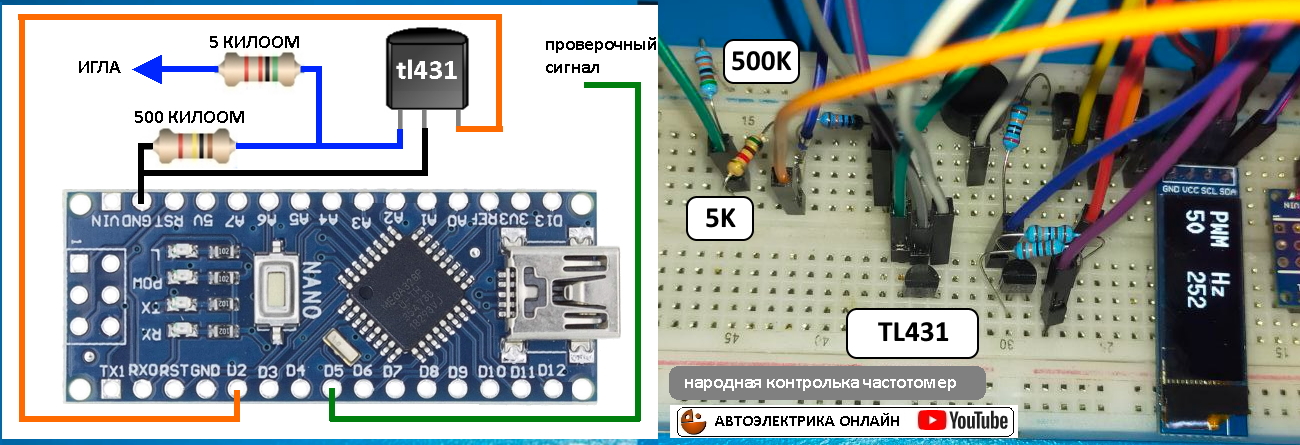 5 КИЛООМ
ИГЛА
500 КИЛООМ
tl431
проверочный
сигнал
VIN GND RST 5V A7 A6 A5 A4 A3 A2 A1 A0 REF 3V3 D13
L
POW
TX
RX
NANO
TX1 RX0 RST GND D2 D3 D4 D5 D6 D7 D8 D9 D10 D11 D12
500K
15
5K
GND VCC SCL SDA
PWM Hz
50 252
VIN
45
30
TL431
народная контролька частотомер
АВТОЭЛЕКТРИКА ОНЛАЙН YouTube